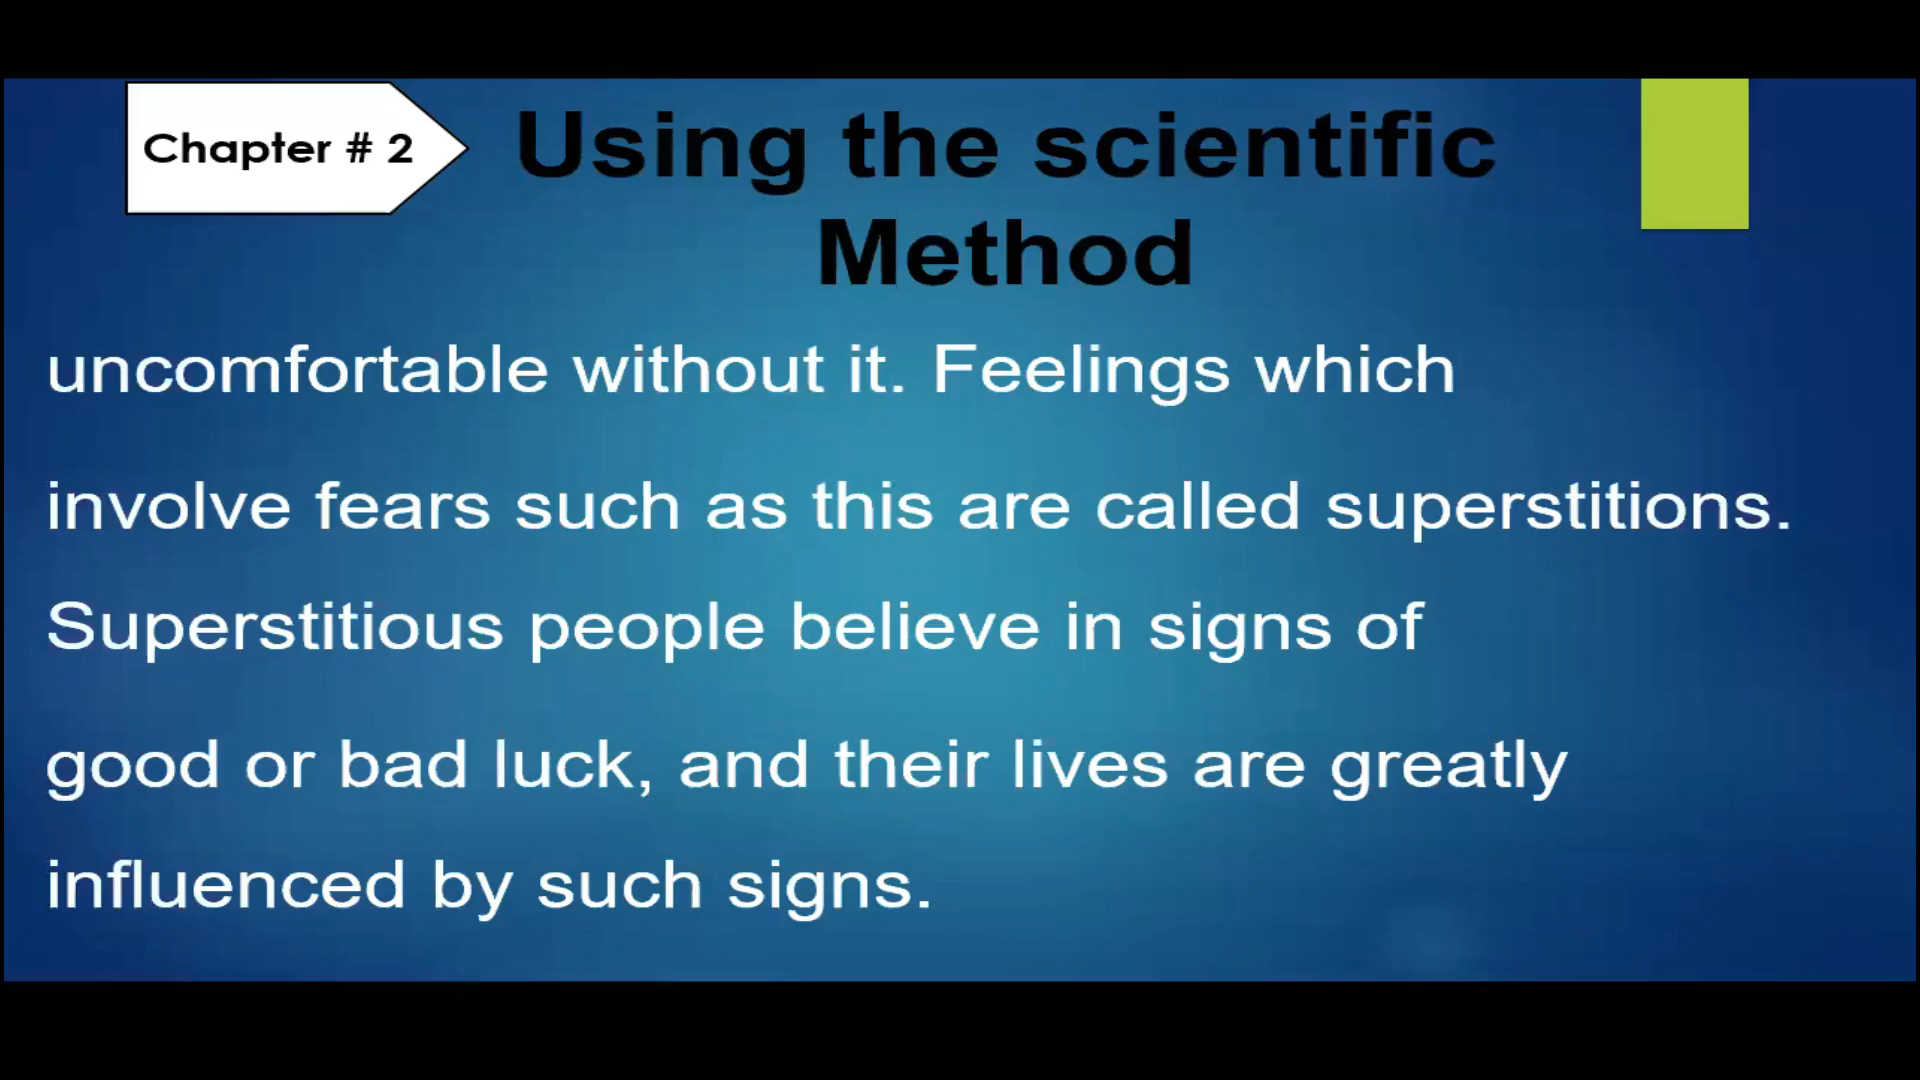 Chapter # 2
Using the scientific
Method
uncomfortable without it. Feelings which
involve fears such as this are called superstitions.
Superstitious people believe in signs of
good or bad luck, and their lives are greatly
influenced by such signs.